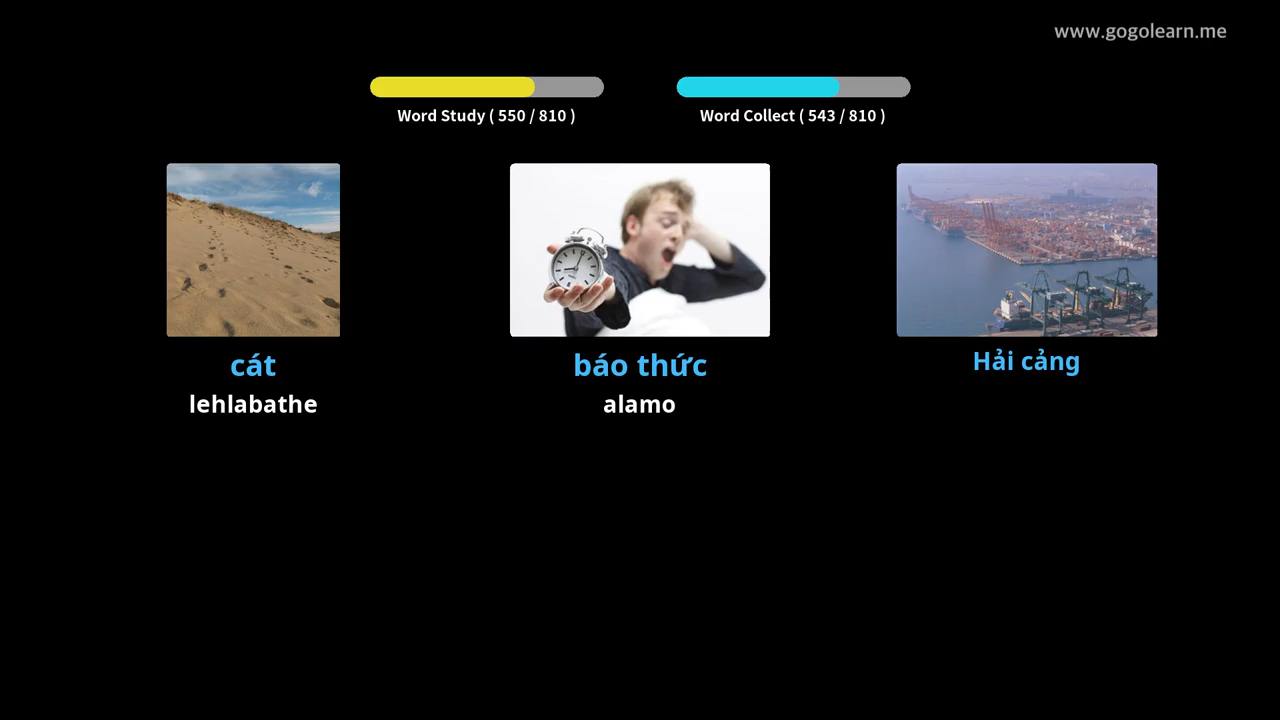 www.gogolearn.me
Word Study ( 550 / 810 )
Word Collect ( 543 / 810 )
cát
lehlabathe
báo thức
alamo
Hải cảng